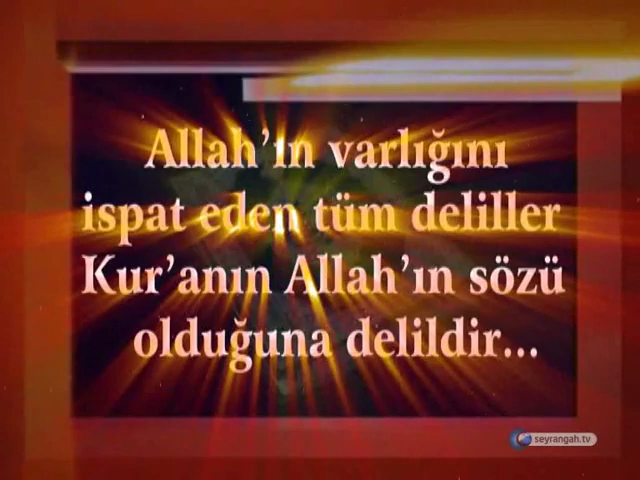 Allah'ın varlığını
ispat eden tüm deliller
Kur'anın Allah'ın sözü
olduğuna delildir...
seyrangah.tv